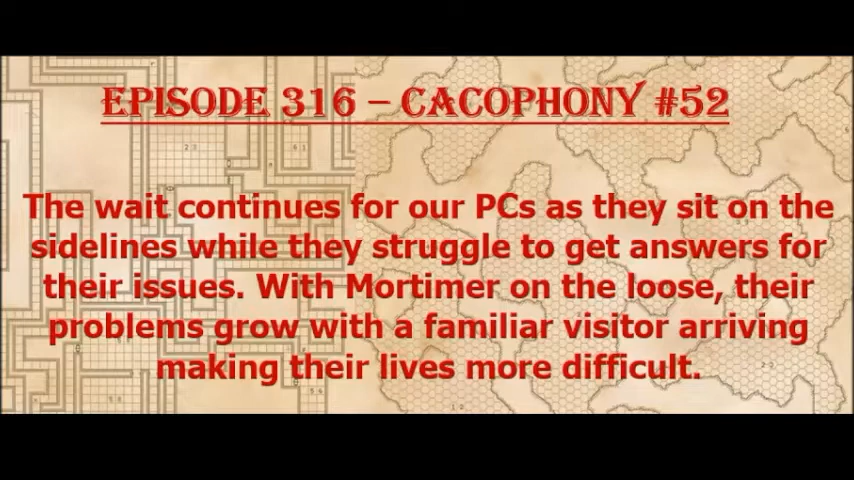 EPISODE 316 – CACOPHONY #52
The wait continues for our PCs as they sit on the
sidelines while they struggle to get answers for
their issues. With Mortimer on the loose, their
problems grow with a familiar visitor arriving
making their lives more difficult.